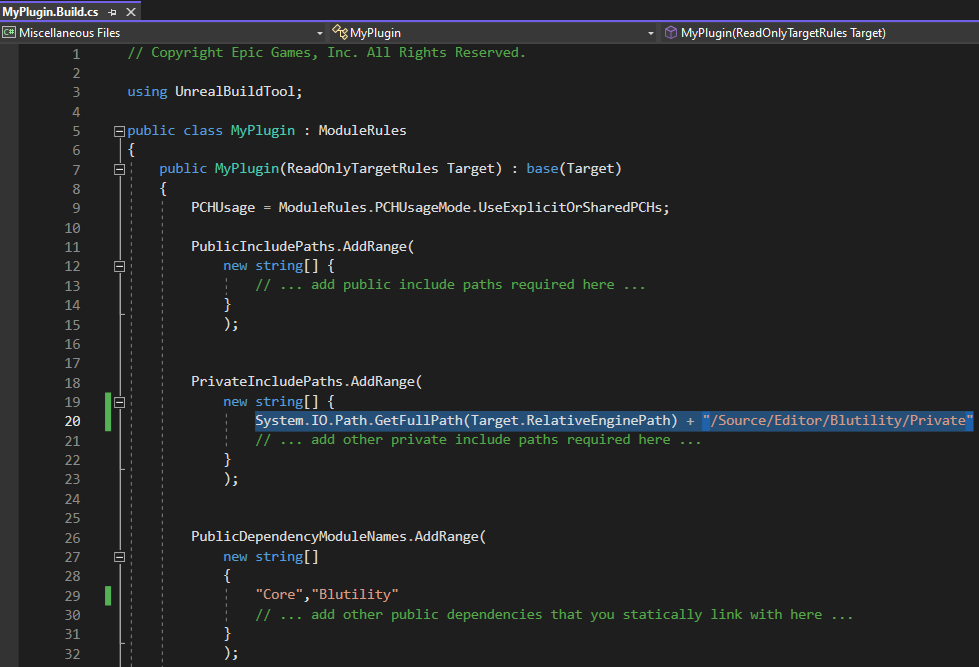 MyPlugin.Build.cs
C# Miscellaneous Files MyPlugin MyPlugin(ReadOnlyTargetRules Target)
1 // Copyright Epic Games, Inc. All Rights Reserved.
2
3 using UnrealBuildTool;
4
5 public class MyPlugin : ModuleRules
6 {
7 public MyPlugin(ReadOnlyTargetRules Target) : base(Target)
8 {
9 PCHUsage = ModuleRules.PCHUsageMode.UseExplicitOrSharedPCHs;
10
11 PublicIncludePaths.AddRange(
12 new string[] {
13 // ... add public include paths required here ...
14 }
15 );
16
17
18 PrivateIncludePaths.AddRange(
19 new string[] {
20 System.IO.Path.GetFullPath(Target.RelativeEnginePath) + "/Source/Editor/Blutility/Private"
21 // ... add other private include paths required here ...
22 }
23 );
24
25
26 PublicDependencyModuleNames.AddRange(
27 new string[]
28 {
29 "Core","Blutility"
30 // ... add other public dependencies that you statically link with here ...
31 }
32 );